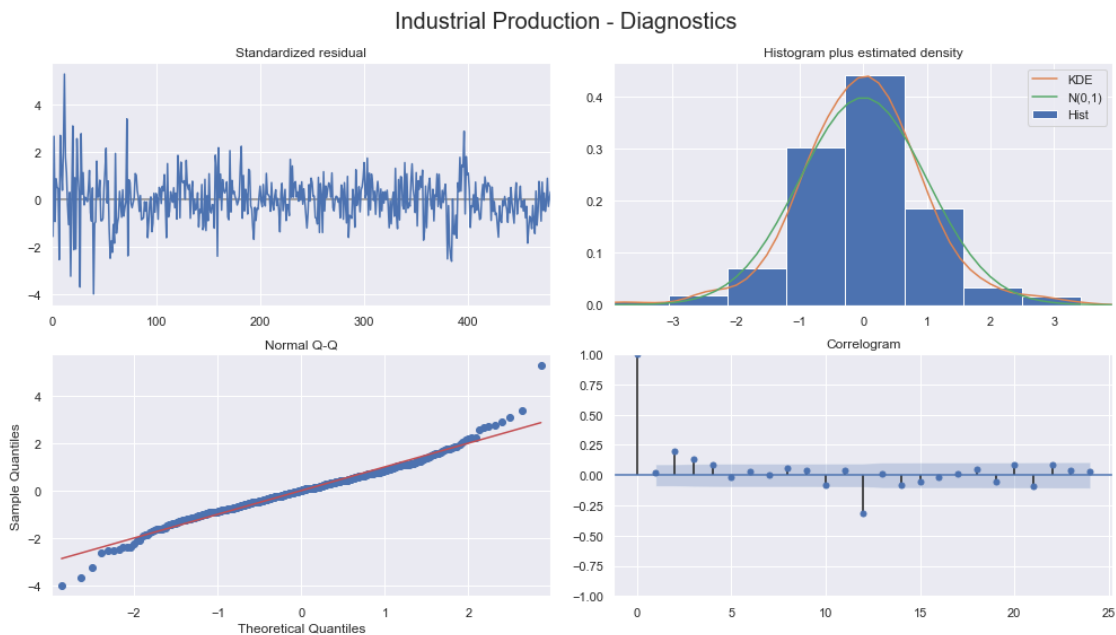 Industrial Production - Diagnostics
Standardized residual
4
2
0
−2
−4
0 100 200 300 400
Histogram plus estimated density
KDE
N(0,1)
Hist
0.4
0.3
0.2
0.1
0.0
−3 −2 −1 0 1 2 3
Normal Q-Q
Sample Quantiles
4
2
0
−2
−4
−2 −1 0 1 2
Theoretical Quantiles
Correlogram
1.00
0.75
0.50
0.25
0.00
−0.25
−0.50
−0.75
−1.00
0 5 10 15 20 25